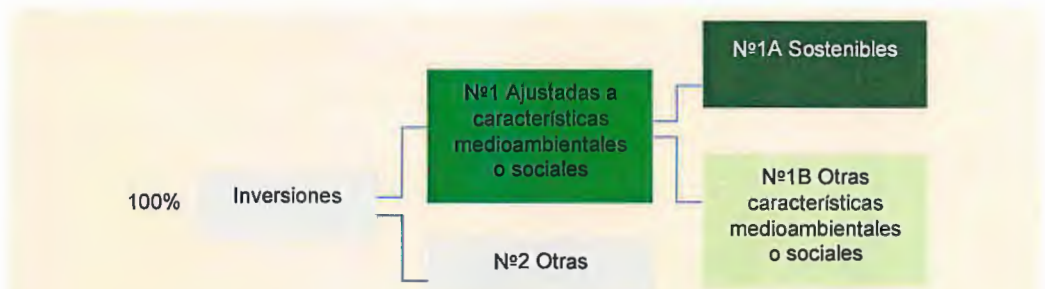 100%
Inversiones
Nº1 Ajustadas a
características
medioambientales
o sociales
Nº2 Otras
Nº1A Sostenibles
Nº1B Otras
características
medioambientales
o sociales